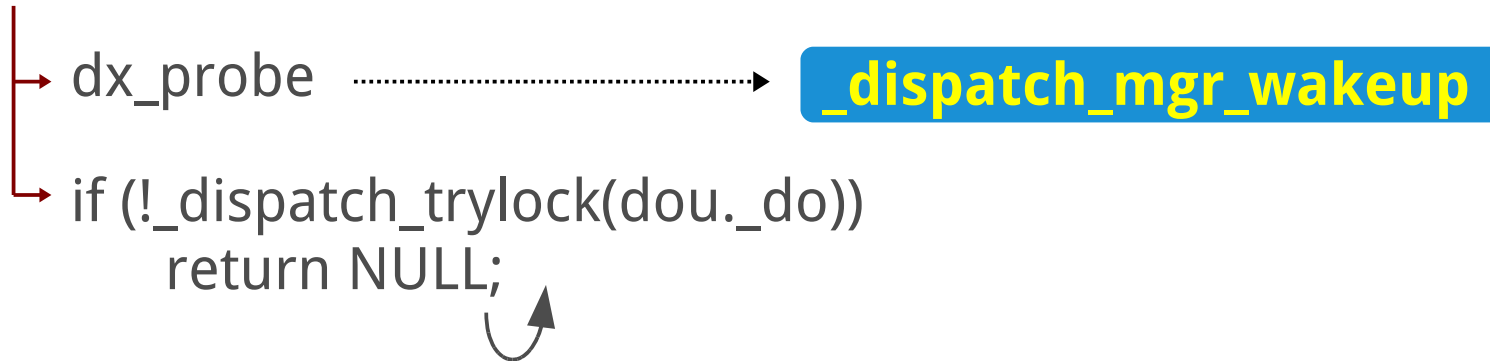 dx_probe _dispatch_mgr_wakeup
if (!_dispatch_trylock(dou._do))
return NULL;